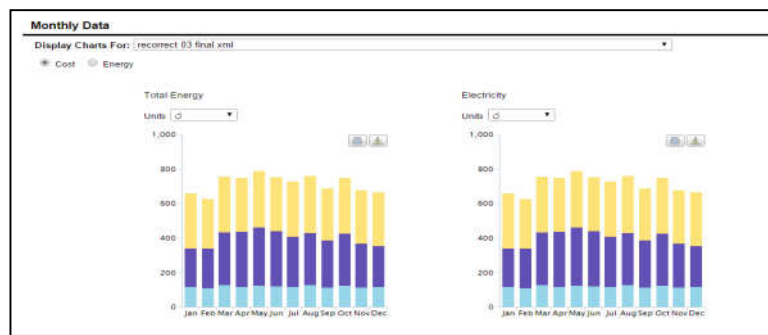 Monthly Data
Display Charts For: recorrect 03 final xml
Cost Energy
Total Energy
Units
1,000
800
600
400
200
0
Jan Feb Mar Apr May Jun Jul Aug Sep Oct Nov Dec
Electricity
Units
1,000
800
600
400
200
0
Jan Feb Mar Apr May Jun Jul Aug Sep Oct Nov Dec